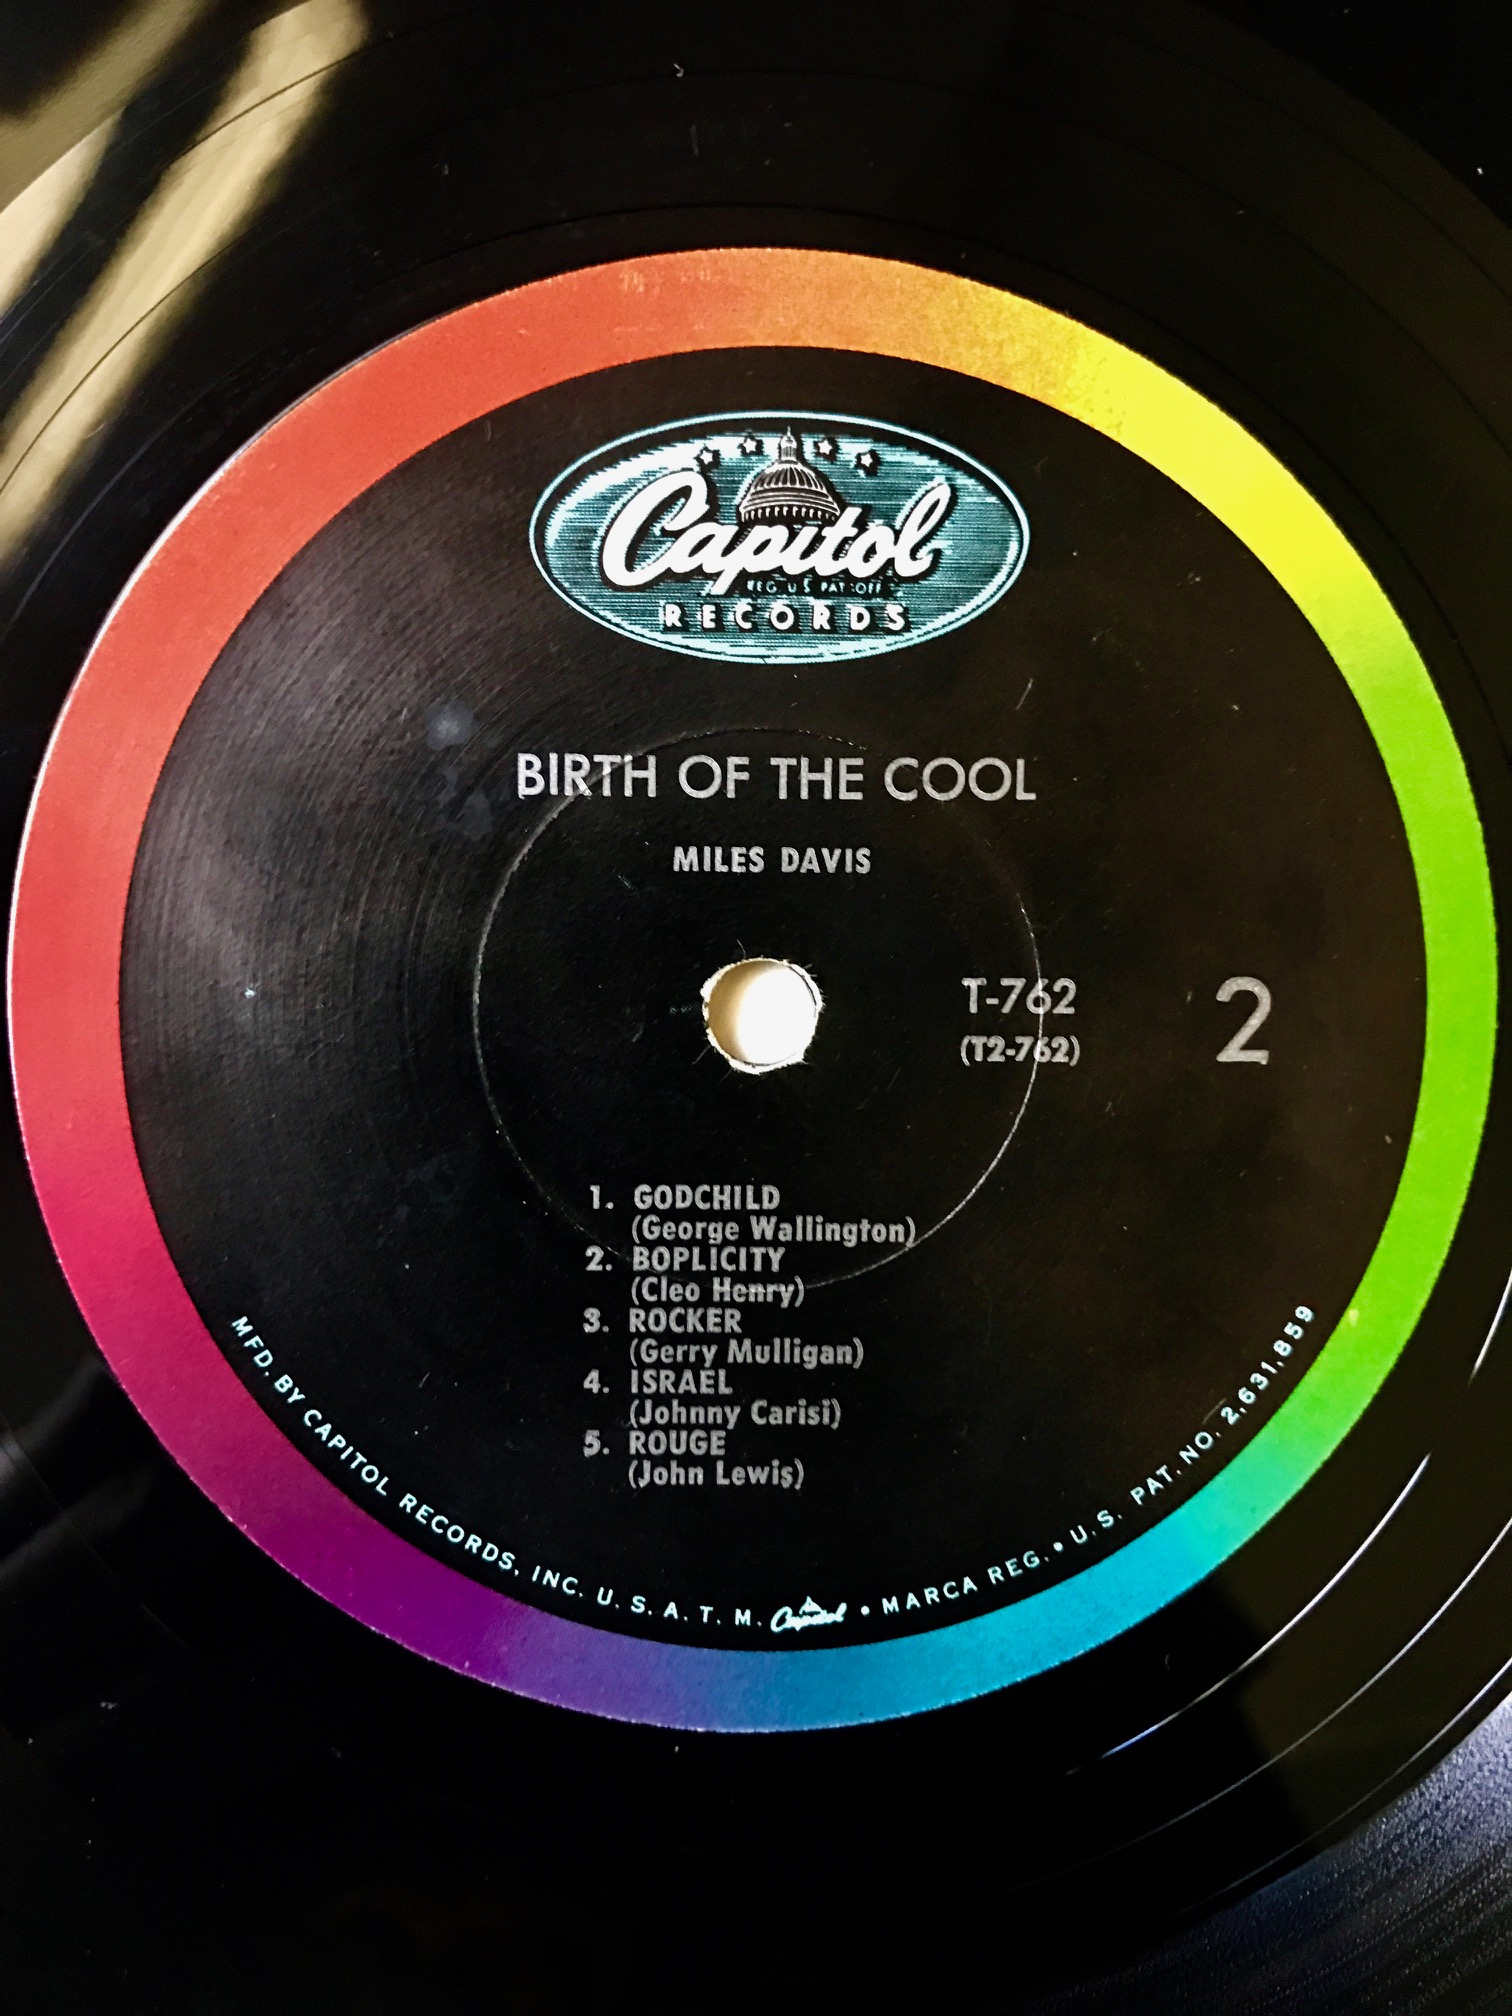 Capitol
REG. U.S. PAT. OFF.
RECORDS
BIRTH OF THE COOL
MILES DAVIS
T-762
(T2-762)
2
1. GODCHILD
(George Wallington)
2. BOPLICITY
(Cleo Henry)
3. ROCKER
(Gerry Mulligan)
4. ISRAEL
(Johnny Carisi)
5. ROUGE
(John Lewis)
MFD. BY CAPITOL RECORDS, INC. U. S. A. T. M. Capitol • MARCA REG. • U.S. PAT. NO. 2,631,859